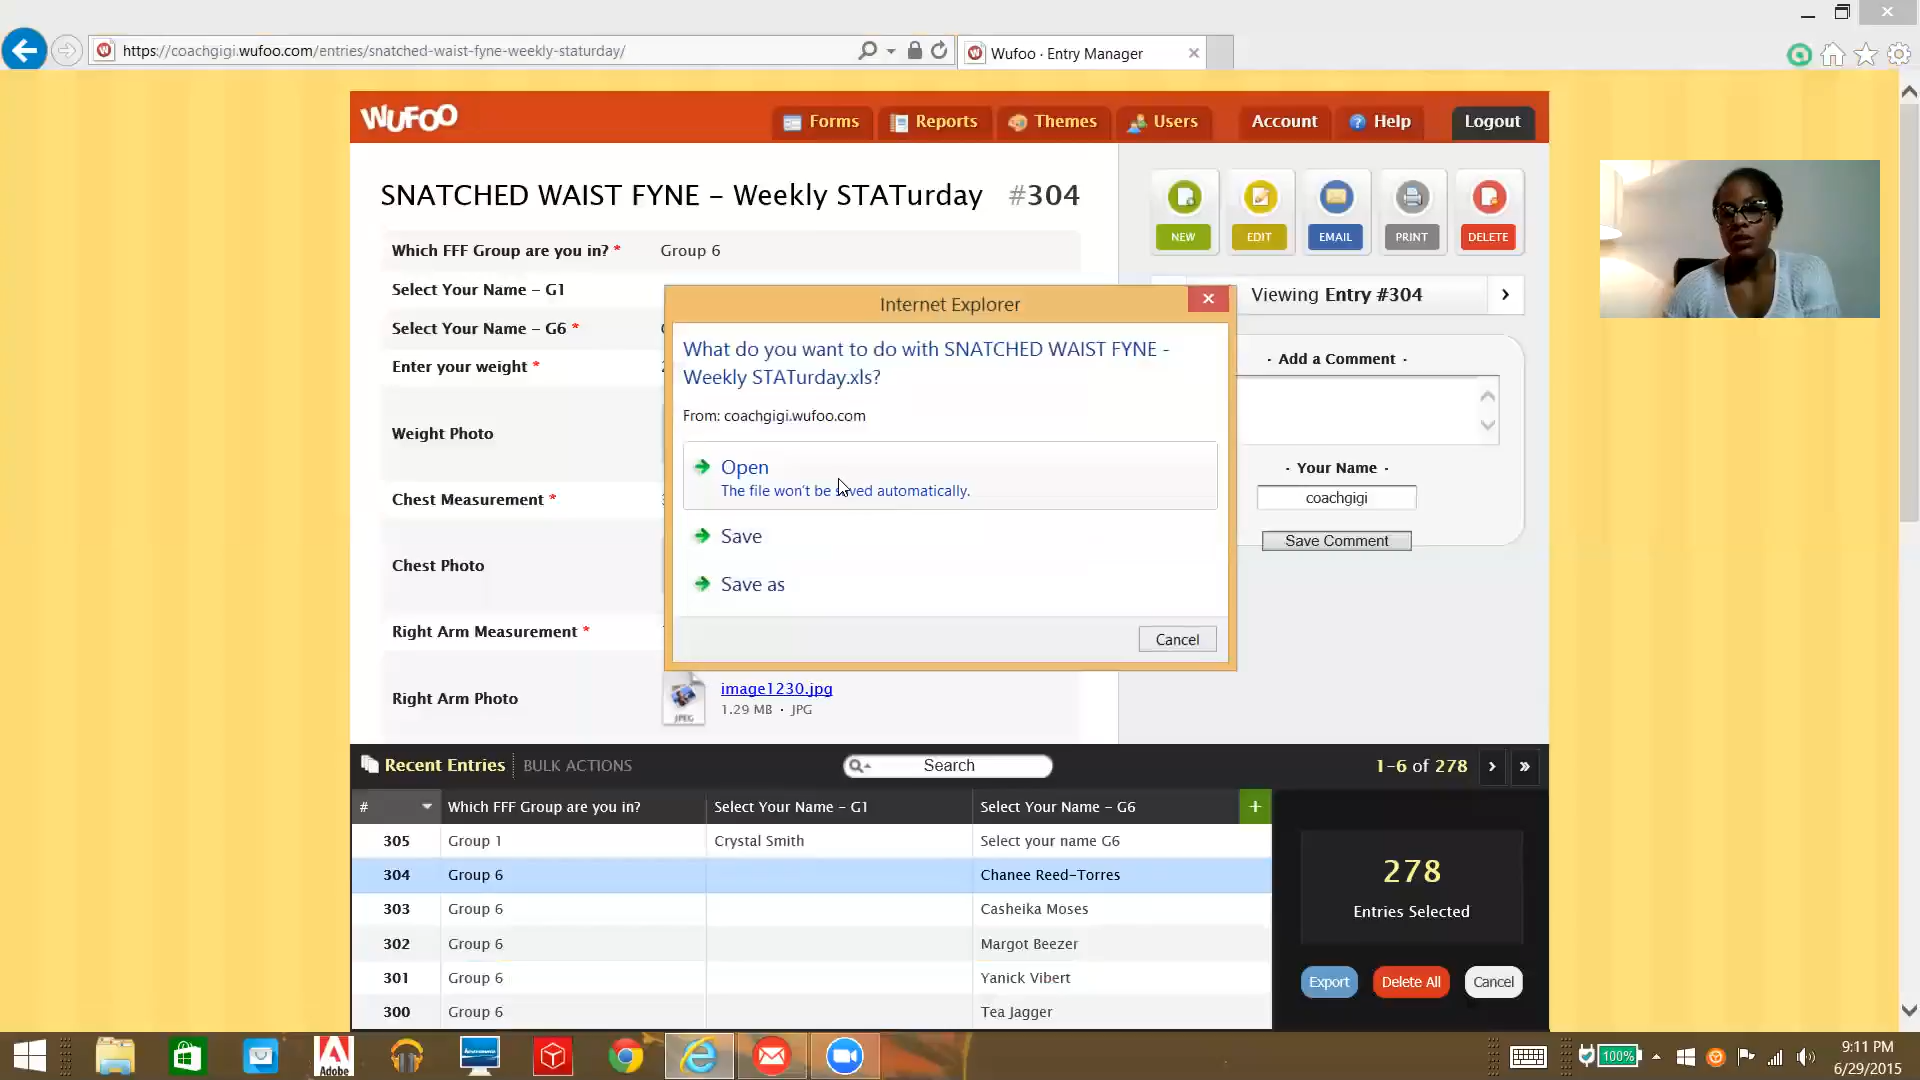 https://coachgigi.wufoo.com/entries/snatched-waist-fyne-weekly-staturday/
Wufoo · Entry Manager
WUFOO
Forms
Reports
Themes
Users
Account
Help
Logout
SNATCHED WAIST FYNE – Weekly STATurday #304
NEW
EDIT
EMAIL
PRINT
DELETE
Which FFF Group are you in? * Group 6
Select Your Name – G1
Select Your Name – G6 *
Enter your weight *
Weight Photo
Chest Measurement *
Chest Photo
Right Arm Measurement *
Right Arm Photo
image1230.jpg
1.29 MB · JPG
JPEG
Viewing Entry #304
· Add a Comment ·
· Your Name ·
coachgigi
Save Comment
Internet Explorer
What do you want to do with SNATCHED WAIST FYNE -
Weekly STATurday.xls?
From: coachgigi.wufoo.com
Open
The file won't be saved automatically.
Save
Save as
Cancel
Recent Entries BULK ACTIONS
Search
1-6 of 278
# Which FFF Group are you in? Select Your Name – G1 Select Your Name – G6 +
305 Group 1 Crystal Smith Select your name G6
304 Group 6 Chanee Reed-Torres
303 Group 6 Casheika Moses
302 Group 6 Margot Beezer
301 Group 6 Yanick Vibert
300 Group 6 Tea Jagger
278
Entries Selected
Export
Delete All
Cancel
Adobe
100%
9:11 PM
6/29/2015